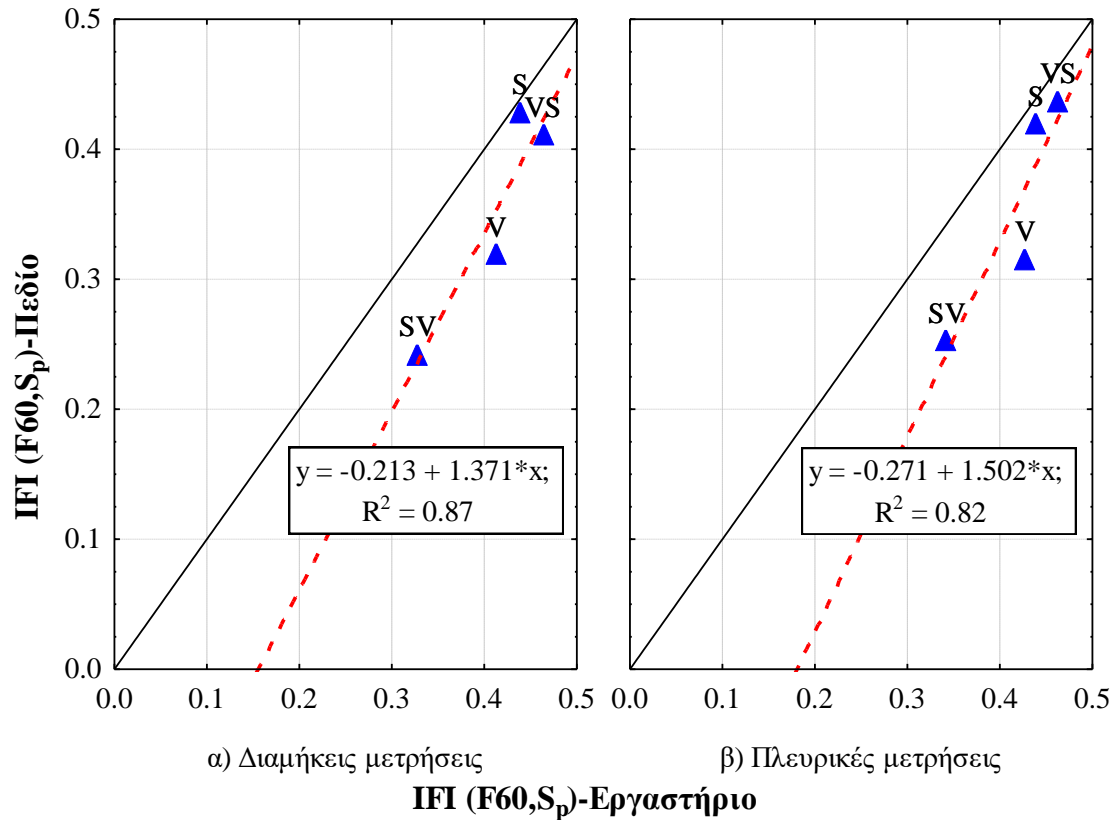 IFI (F60,Sp)-Πεδίο
0.5
0.4
0.3
0.2
0.1
0.0
S
VS
V
SV
y = -0.213 + 1.371*x;
R² = 0.87
0.0 0.1 0.2 0.3 0.4 0.5
α) Διαμήκεις μετρήσεις
VS
S
V
SV
y = -0.271 + 1.502*x;
R² = 0.82
0.0 0.1 0.2 0.3 0.4 0.5
β) Πλευρικές μετρήσεις
IFI (F60,Sp)-Εργαστήριο